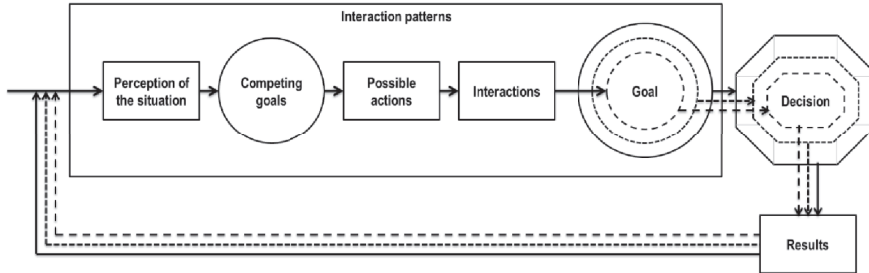 Interaction patterns
Perception of
the situation
Competing
goals
Possible
actions
Interactions
Goal
Decision
Results